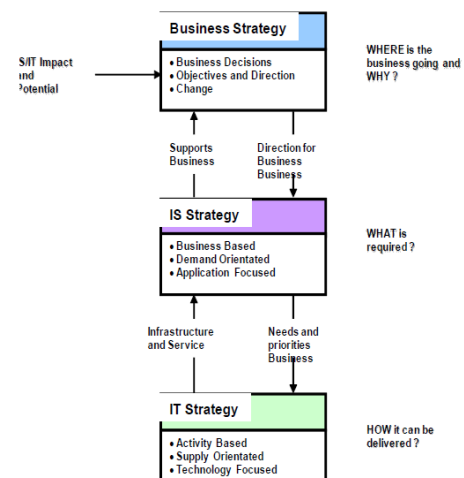 Business Strategy
S/IT Impact
and
Potential
• Business Decisions
• Objectives and Direction
• Change
WHERE is the
business going and
WHY ?
Supports
Business
Direction for
Business
Business
IS Strategy
• Business Based
• Demand Orientated
• Application Focused
WHAT is
required ?
Infrastructure
and Service
Needs and
priorities
Business
IT Strategy
• Activity Based
• Supply Orientated
• Technology Focused
HOW it can be
delivered ?